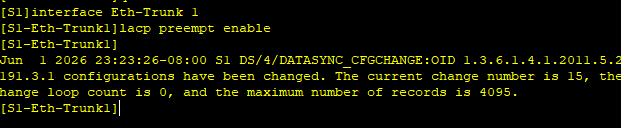 [S1]interface Eth-Trunk 1
[S1-Eth-Trunk1]lacp preempt enable
[S1-Eth-Trunk1]
Jun  1 2026 23:23:26-08:00 S1 DS/4/DATASYNC_CFGCHANGE:OID 1.3.6.1.4.1.2011.5.2
191.3.1 configurations have been changed. The current change number is 15, the
hange loop count is 0, and the maximum number of records is 4095.
[S1-Eth-Trunk1]